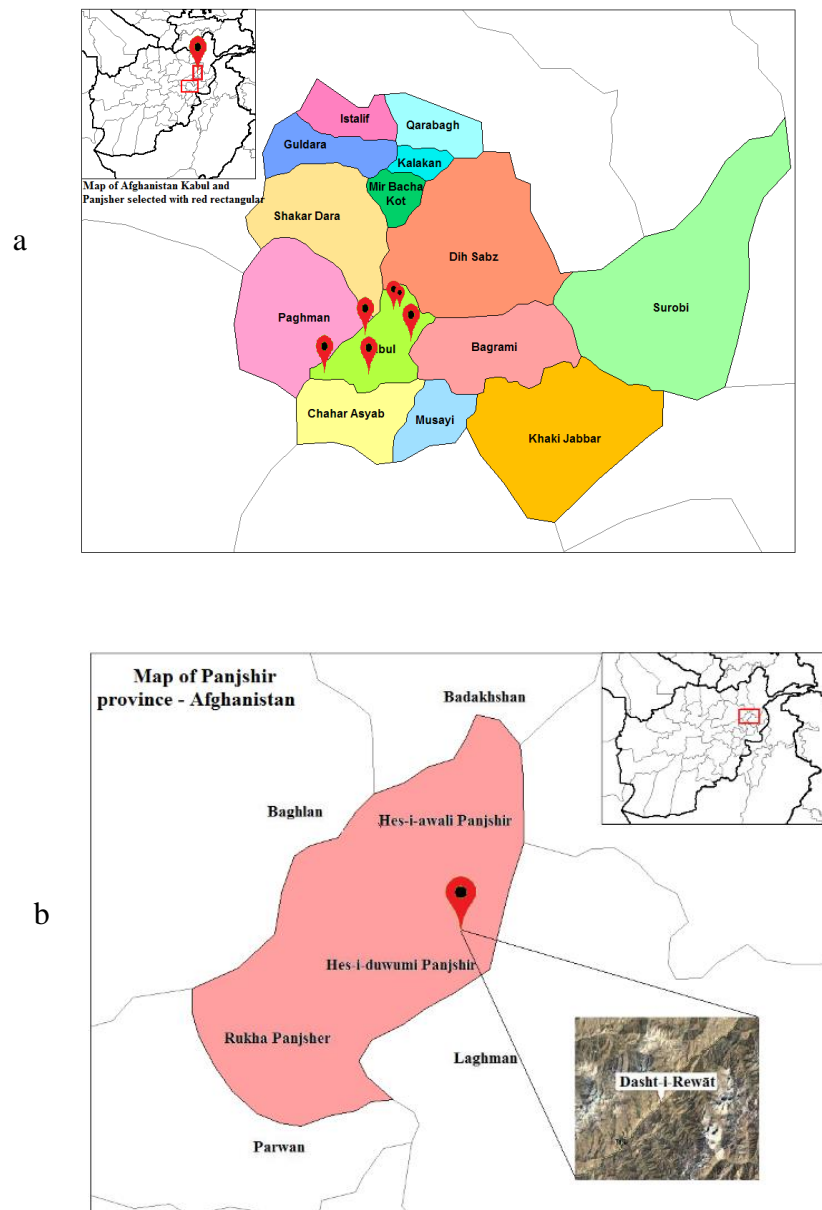 a
Map of Afghanistan Kabul and
Panjsher selected with red rectangular
Istalif
Qarabagh
Guldara
Kalakan
Mir Bacha
Kot
Shakar Dara
Dih Sabz
Surobi
Paghman
bul
Bagrami
Chahar Asyab
Musayi
Khaki Jabbar
b
Map of Panjshir
province - Afghanistan
Badakhshan
Baghlan
Hes-i-awali Panjshir
Hes-i-duwumi Panjshir
Rukha Panjsher
Laghman
Dasht-i-Rewāt
Parwan